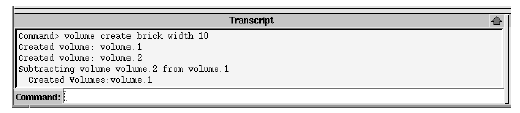 Transcript
Command> volume create brick width 10
Created volume: volume.1
Created volume: volume.2
Subtracting volume volume.2 from volume.1
Created Volumes:volume.1
Command: